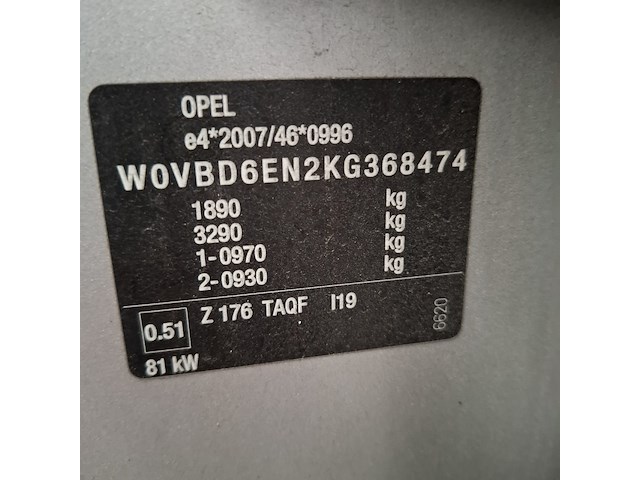 OPEL
e4*2007/46*0996
W0VBD6EN2KG368474
1890 kg
3290 kg
1-0970 kg
2-0930 kg
0.51 Z 176 TAQF I19
81 kW
6620